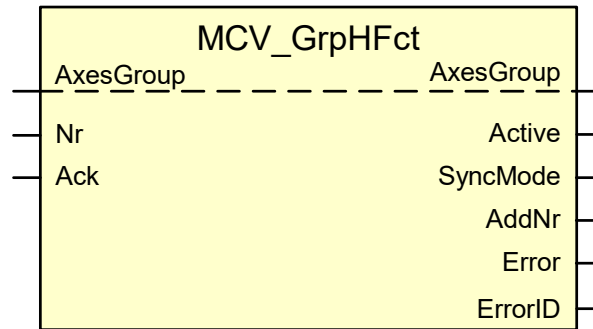 MCV_GrpHFct
AxesGroup AxesGroup
Nr Active
Ack SyncMode
AddNr
Error
ErrorID